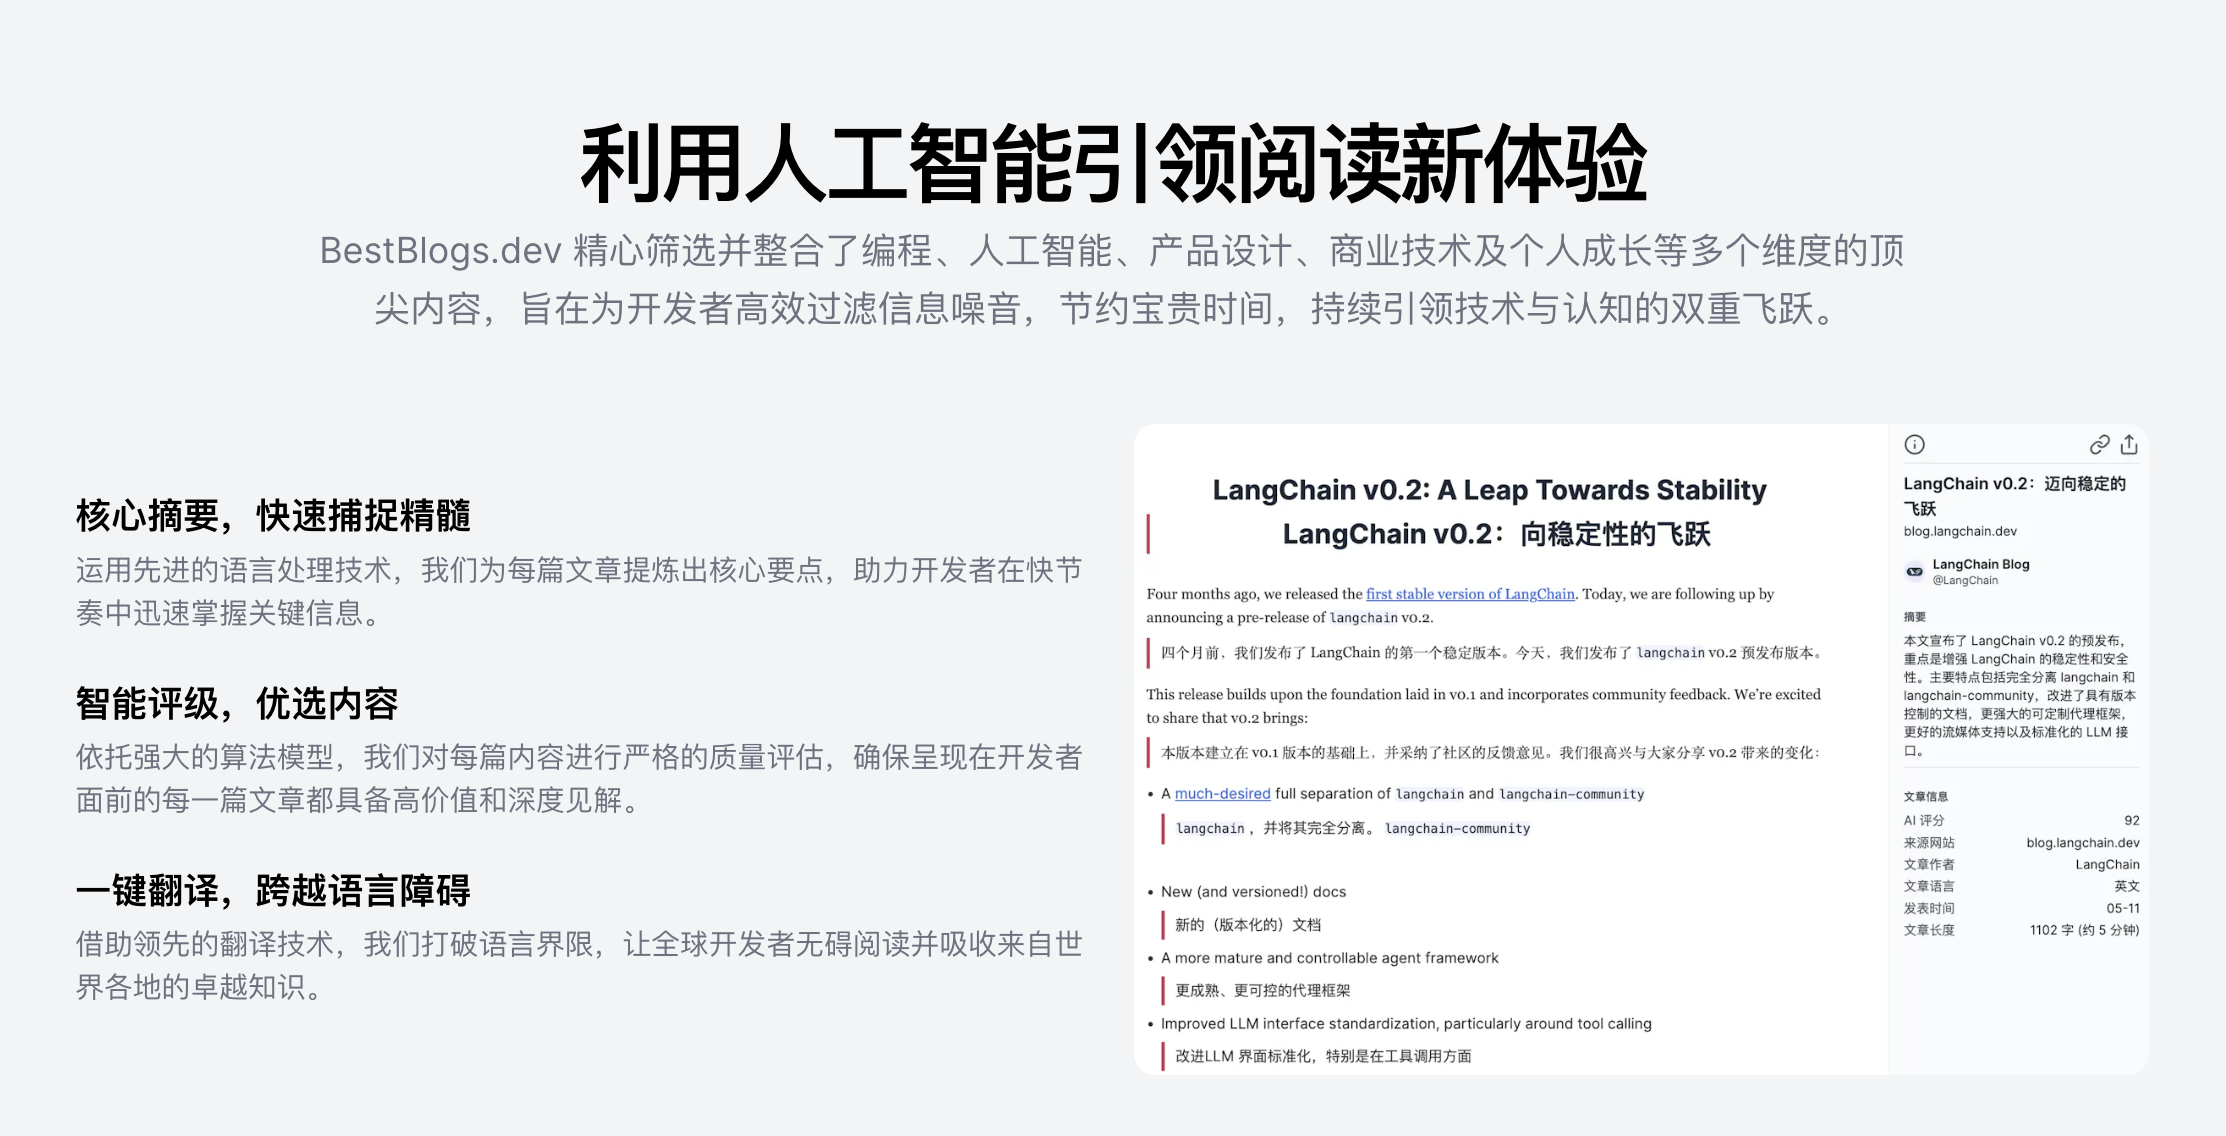 利用人工智能引领阅读新体验
BestBlogs.dev 精心筛选并整合了编程、人工智能、产品设计、商业技术及个人成长等多个维度的顶
尖内容，旨在为开发者高效过滤信息噪音，节约宝贵时间，持续引领技术与认知的双重飞跃。
核心摘要，快速捕捉精髓
运用先进的语言处理技术，我们为每篇文章提炼出核心要点，助力开发者在快节
奏中迅速掌握关键信息。
智能评级，优选内容
依托强大的算法模型，我们对每篇内容进行严格的质量评估，确保呈现在开发者
面前的每一篇文章都具备高价值和深度见解。
一键翻译，跨越语言障碍
借助领先的翻译技术，我们打破语言界限，让全球开发者无碍阅读并吸收来自世
界各地的卓越知识。
LangChain v0.2: A Leap Towards Stability
LangChain v0.2：向稳定性的飞跃
Four months ago, we released the first stable version of LangChain. Today, we are following up by
announcing a pre-release of langchain v0.2.
四个月前，我们发布了 LangChain 的第一个稳定版本。今天，我们发布了 langchain v0.2 预发布版本。
This release builds upon the foundation laid in v0.1 and incorporates community feedback. We’re excited
to share that v0.2 brings:
本版本建立在 v0.1 版本的基础上，并采纳了社区的反馈意见。我们很高兴与大家分享 v0.2 带来的变化：
• A much-desired full separation of langchain and langchain-community
langchain ，并将其完全分离。 langchain-community
• New (and versioned!) docs
新的（版本化的）文档
• A more mature and controllable agent framework
更成熟、更可控的代理框架
• Improved LLM interface standardization, particularly around tool calling
改进LLM 界面标准化，特别是在工具调用方面
LangChain v0.2：迈向稳定的
飞跃
blog.langchain.dev
LangChain Blog
@LangChain
摘要
本文宣布了 LangChain v0.2 的预发布，
重点是增强 LangChain 的稳定性和安全
性。主要特点包括完全分离 langchain 和
langchain-community，改进了具有版本
控制的文档，更强大的可定制代理框架，
更好的流媒体支持以及标准化的 LLM 接
口。
文章信息
AI 评分 92
来源网站 blog.langchain.dev
文章作者 LangChain
文章语言 英文
发表时间 05-11
文章长度 1102 字 (约 5 分钟)